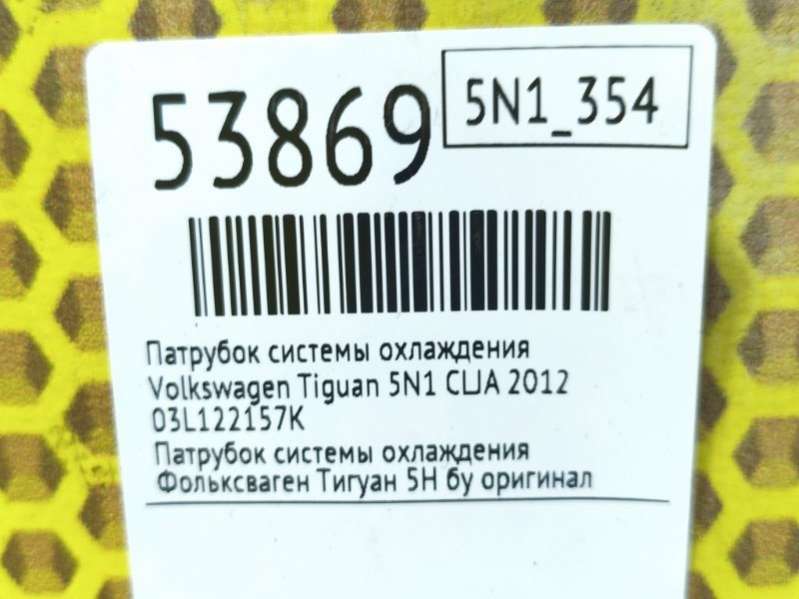 53869
5N1_354
Патрубок системы охлаждения
Volkswagen Tiguan 5N1 CLJA 2012
03L122157K
Патрубок системы охлаждения
Фольксваген Тигуан 5Н бу оригинал